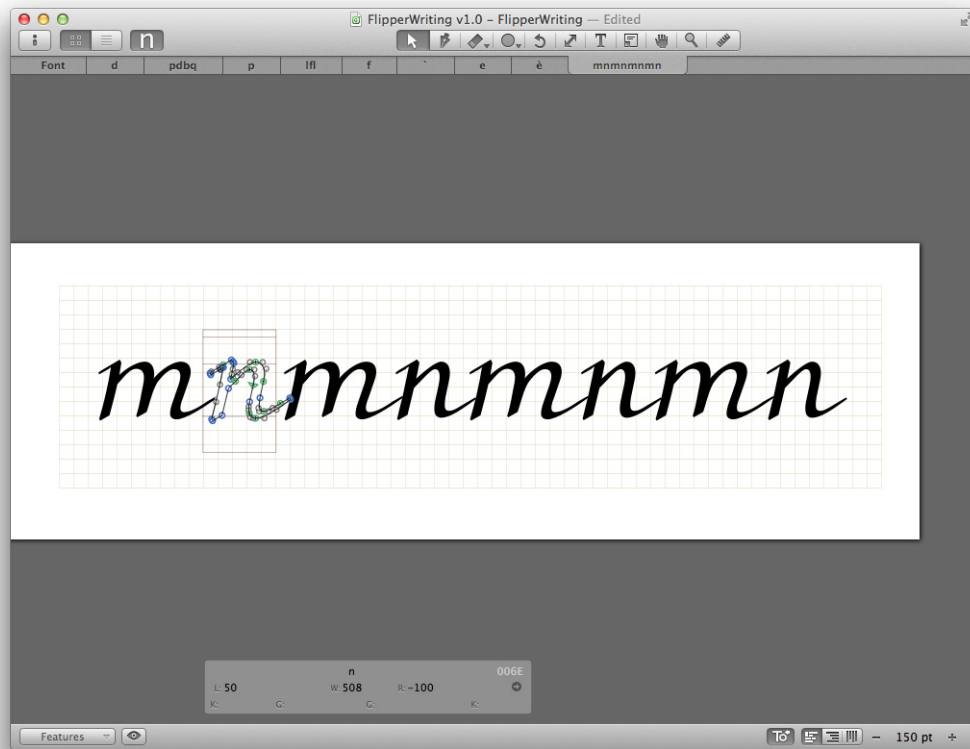 FlipperWriting v1.0 – FlipperWriting — Edited
n T
Font d pdbq p lfl f ` e è mnmnmnmn
mnmnmnmn
n 006E
L: 50 W: 508 R: -100
K: G: G: K:
Features 150 pt